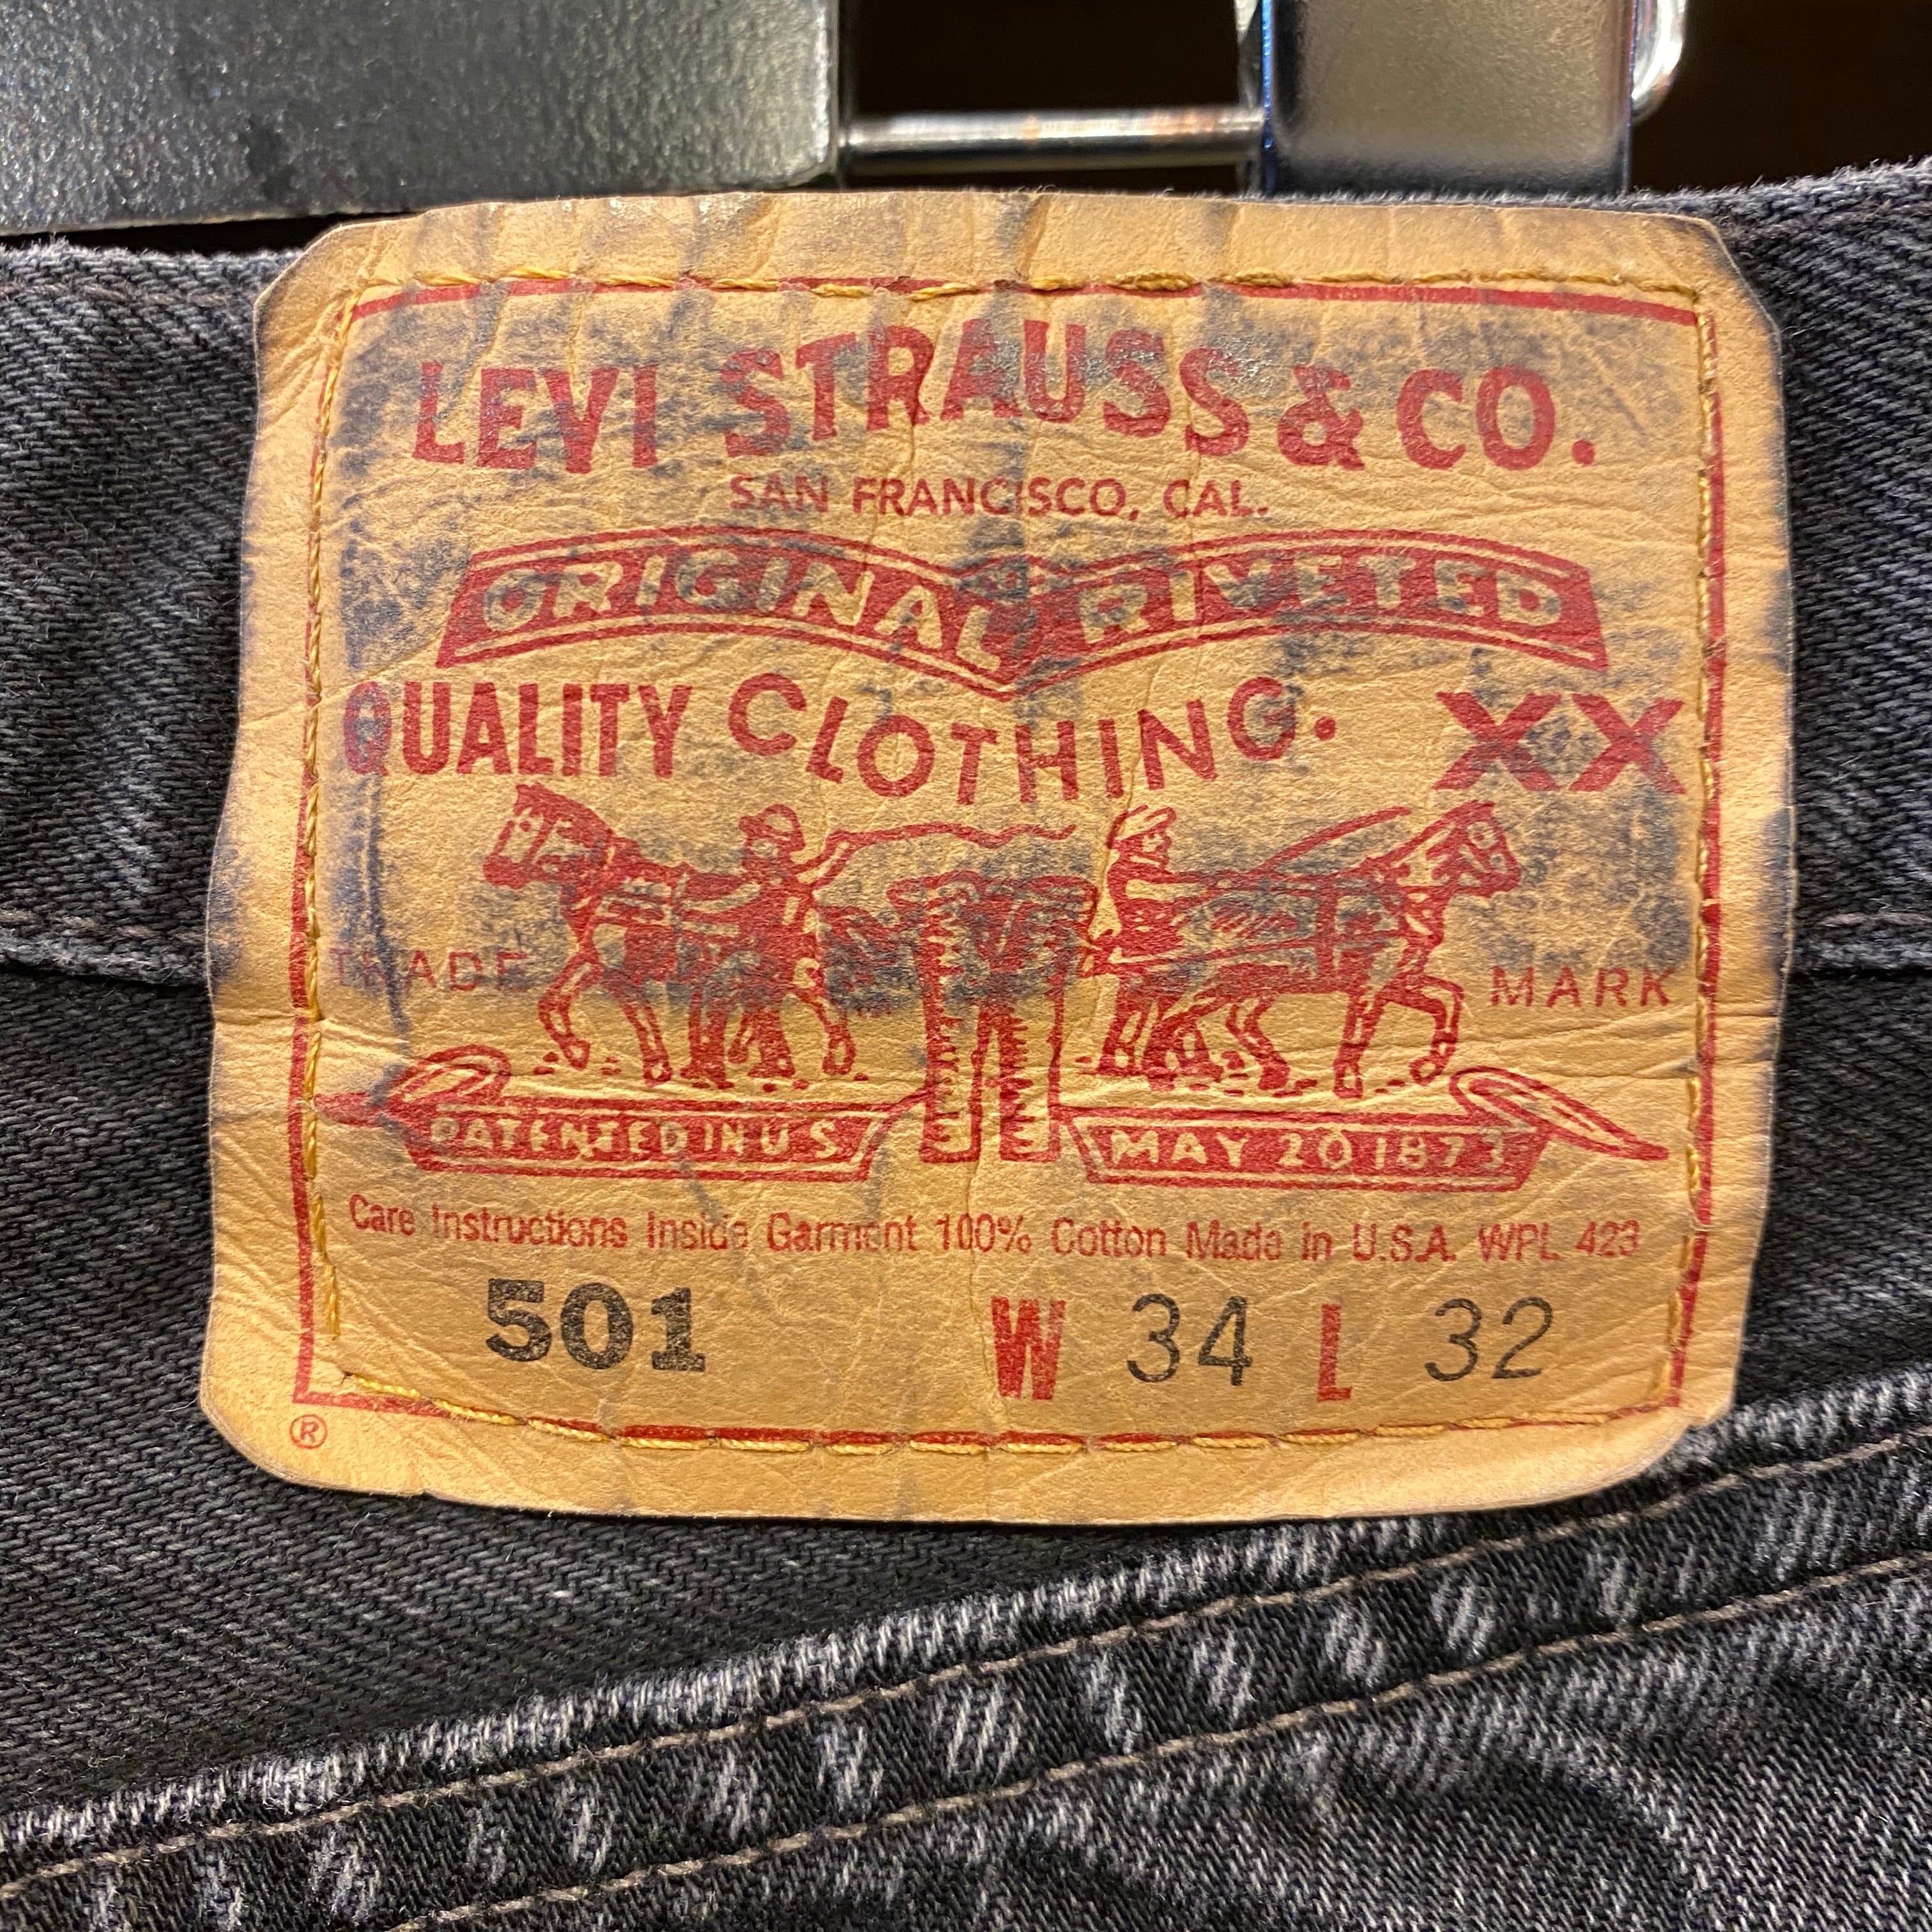 LEVI STRAUSS & CO.
SAN FRANCISCO, CAL.
ORIGINAL RIVETED
QUALITY CLOTHING. XX
TRADE MARK
PATENTED IN U S MAY 20 1873
Care Instructions Inside Garment 100% Cotton Made in U.S.A. WPL 423
501 W 34 L 32
®